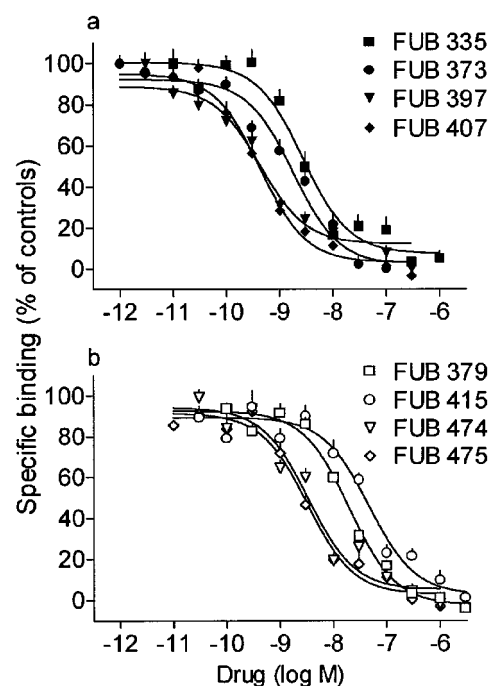 a
FUB 335
FUB 373
FUB 397
FUB 407
100
80
60
40
20
0
-12 -11 -10 -9 -8 -7 -6
Specific binding (% of controls)
b
FUB 379
FUB 415
FUB 474
FUB 475
100
80
60
40
20
0
-12 -11 -10 -9 -8 -7 -6
Drug (log M)